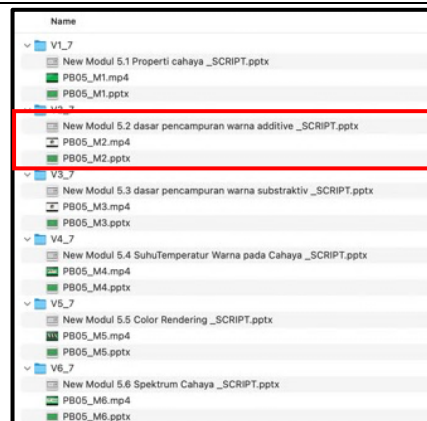 Name
V1_7
New Modul 5.1 Properti cahaya _SCRIPT.pptx
PB05_M1.mp4
PB05_M1.pptx
V2_7
New Modul 5.2 dasar pencampuran warna additive _SCRIPT.pptx
PB05_M2.mp4
PB05_M2.pptx
V3_7
New Modul 5.3 dasar pencampuran warna substraktiv _SCRIPT.pptx
PB05_M3.mp4
PB05_M3.pptx
V4_7
New Modul 5.4 SuhuTemperatur Warna pada Cahaya _SCRIPT.pptx
PB05_M4.mp4
PB05_M4.pptx
V5_7
New Modul 5.5 Color Rendering _SCRIPT.pptx
PB05_M5.mp4
PB05_M5.pptx
V6_7
New Modul 5.6 Spektrum Cahaya _SCRIPT.pptx
PB05_M6.mp4
PB05_M6.pptx